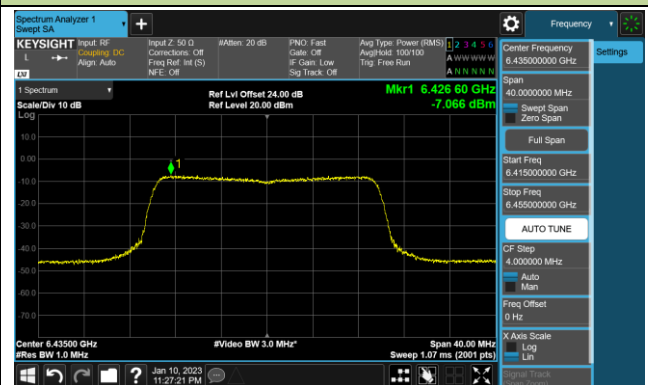 Spectrum Analyzer 1
Swept SA
Frequency
KEYSIGHT
L
LXI
Input: RF
Coupling: DC
Align: Auto
Input Z: 50 Ω
Corrections: Off
Freq Ref: Int (S)
NFE: Off
#Atten: 20 dB
PNO: Fast
Gate: Off
IF Gain: Low
Sig Track: Off
Avg Type: Power (RMS)
Avg|Hold: 100/100
Trig: Free Run
1 2 3 4 5 6
A W W W W W
A N N N N N
1 Spectrum
Scale/Div 10 dB
Log
Ref Lvl Offset 24.00 dB
Ref Level 20.00 dBm
Mkr1 6.426 60 GHz
-7.066 dBm
10.0
0.00
-10.0
-20.0
-30.0
-40.0
-50.0
-60.0
-70.0
1
Center 6.43500 GHz
#Res BW 1.0 MHz
#Video BW 3.0 MHz*
Span 40.00 MHz
Sweep 1.07 ms (2001 pts)
Center Frequency
6.435000000 GHz
Settings
Span
40.0000000 MHz
Swept Span
Zero Span
Full Span
Start Freq
6.415000000 GHz
Stop Freq
6.455000000 GHz
AUTO TUNE
CF Step
4.000000 MHz
Auto
Man
Freq Offset
0 Hz
X Axis Scale
Log
Lin
Signal Track
(Span Zoom)
Jan 10, 2023
11:27:21 PM